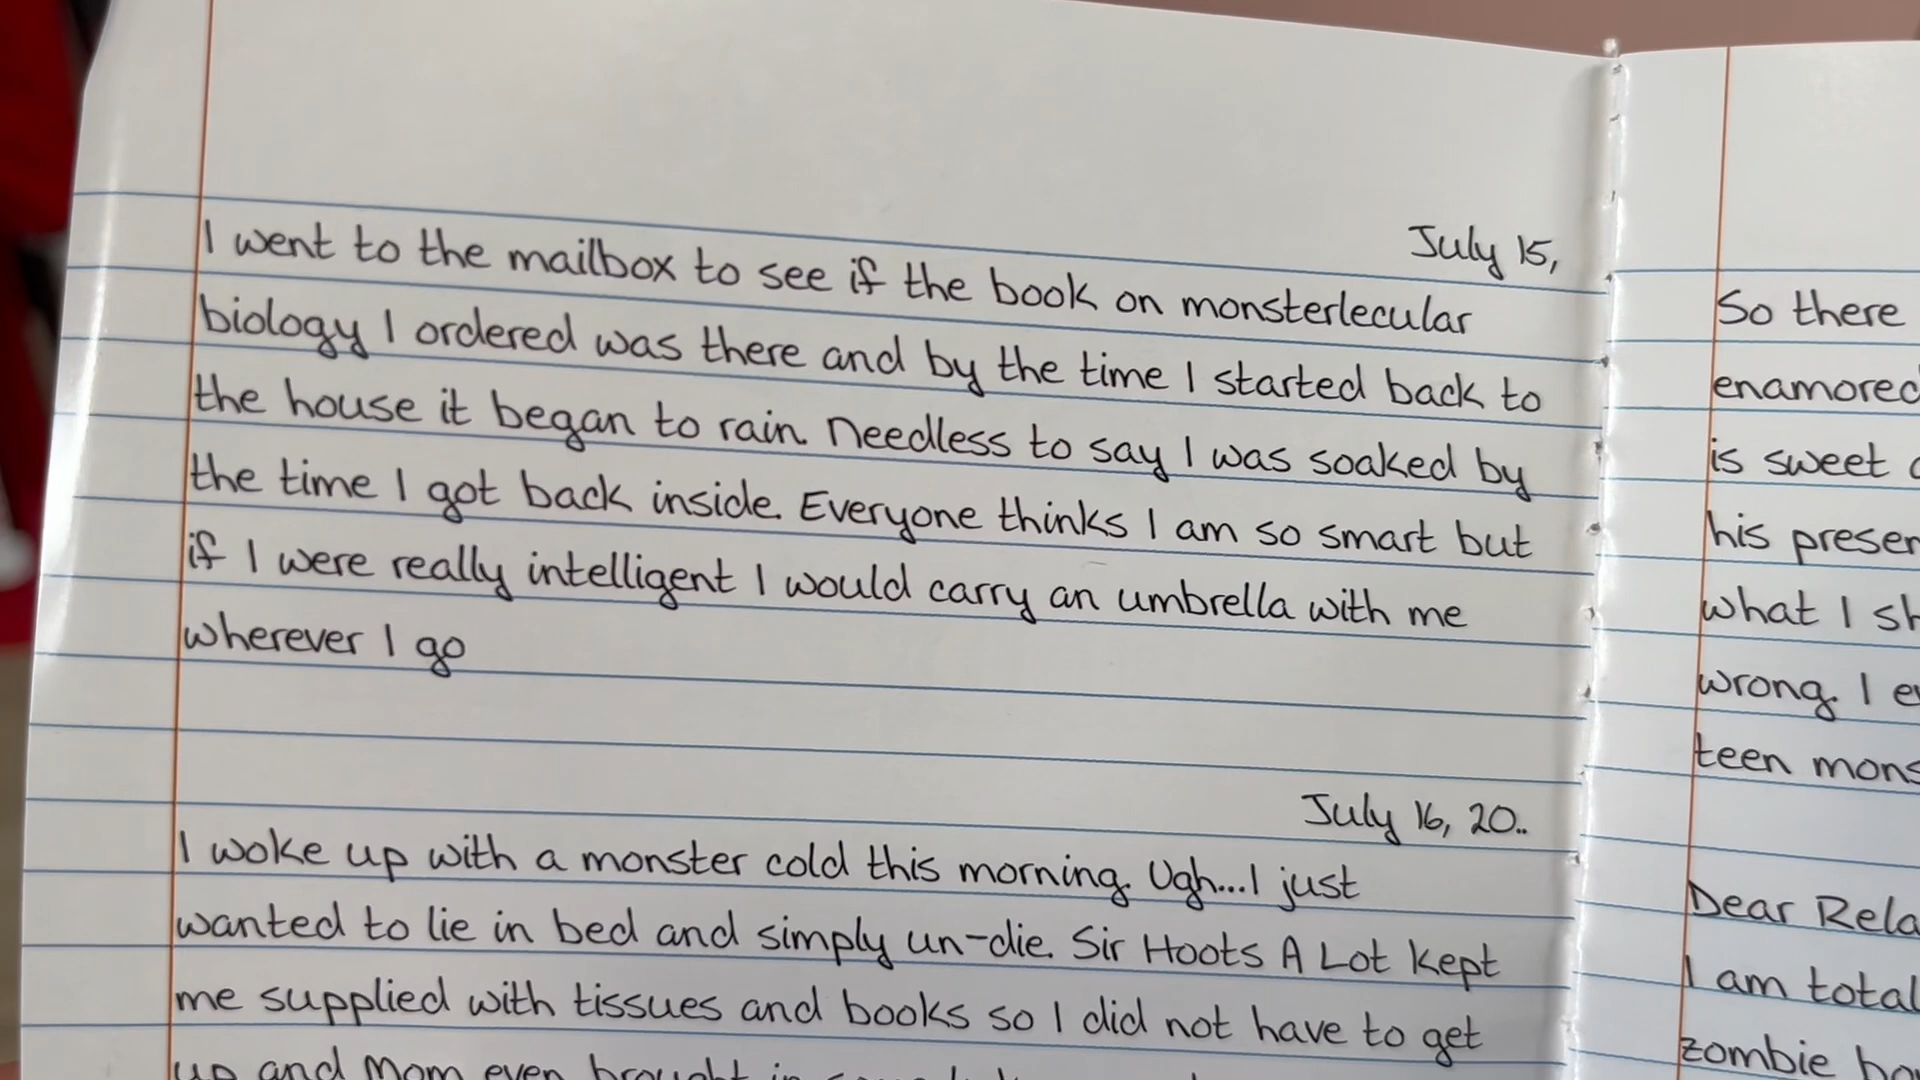 July 15,
I went to the mailbox to see if the book on monsterlecular
biology I ordered was there and by the time I started back to
the house it began to rain. Needless to say I was soaked by
the time I got back inside. Everyone thinks I am so smart but
if I were really intelligent I would carry an umbrella with me
wherever I go
July 16, 20..
I woke up with a monster cold this morning. Ugh...I just
wanted to lie in bed and simply un-die. Sir Hoots A Lot kept
me supplied with tissues and books so I did not have to get
up and Mom even brought in
So there
enamored
is sweet
his presen
what I sh
wrong. I e
teen mons
Dear Rela
I am total
zombie bo